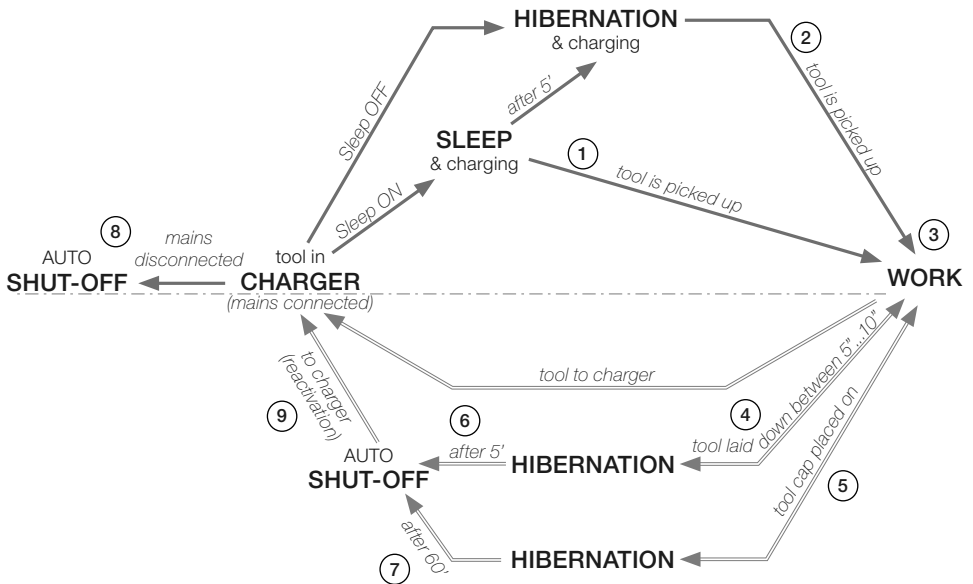 HIBERNATION
& charging
2
tool is picked up
Sleep OFF
after 5'
SLEEP
& charging
1
tool is picked up
Sleep ON
8
mains
disconnected
AUTO
SHUT-OFF
tool in
CHARGER
(mains connected)
3
WORK
tool to charger
to charger
(reactivation)
9
6
after 5'
AUTO
SHUT-OFF
HIBERNATION
4
tool laid down between 5"...10"
5
tool cap placed on
7
after 60'
HIBERNATION